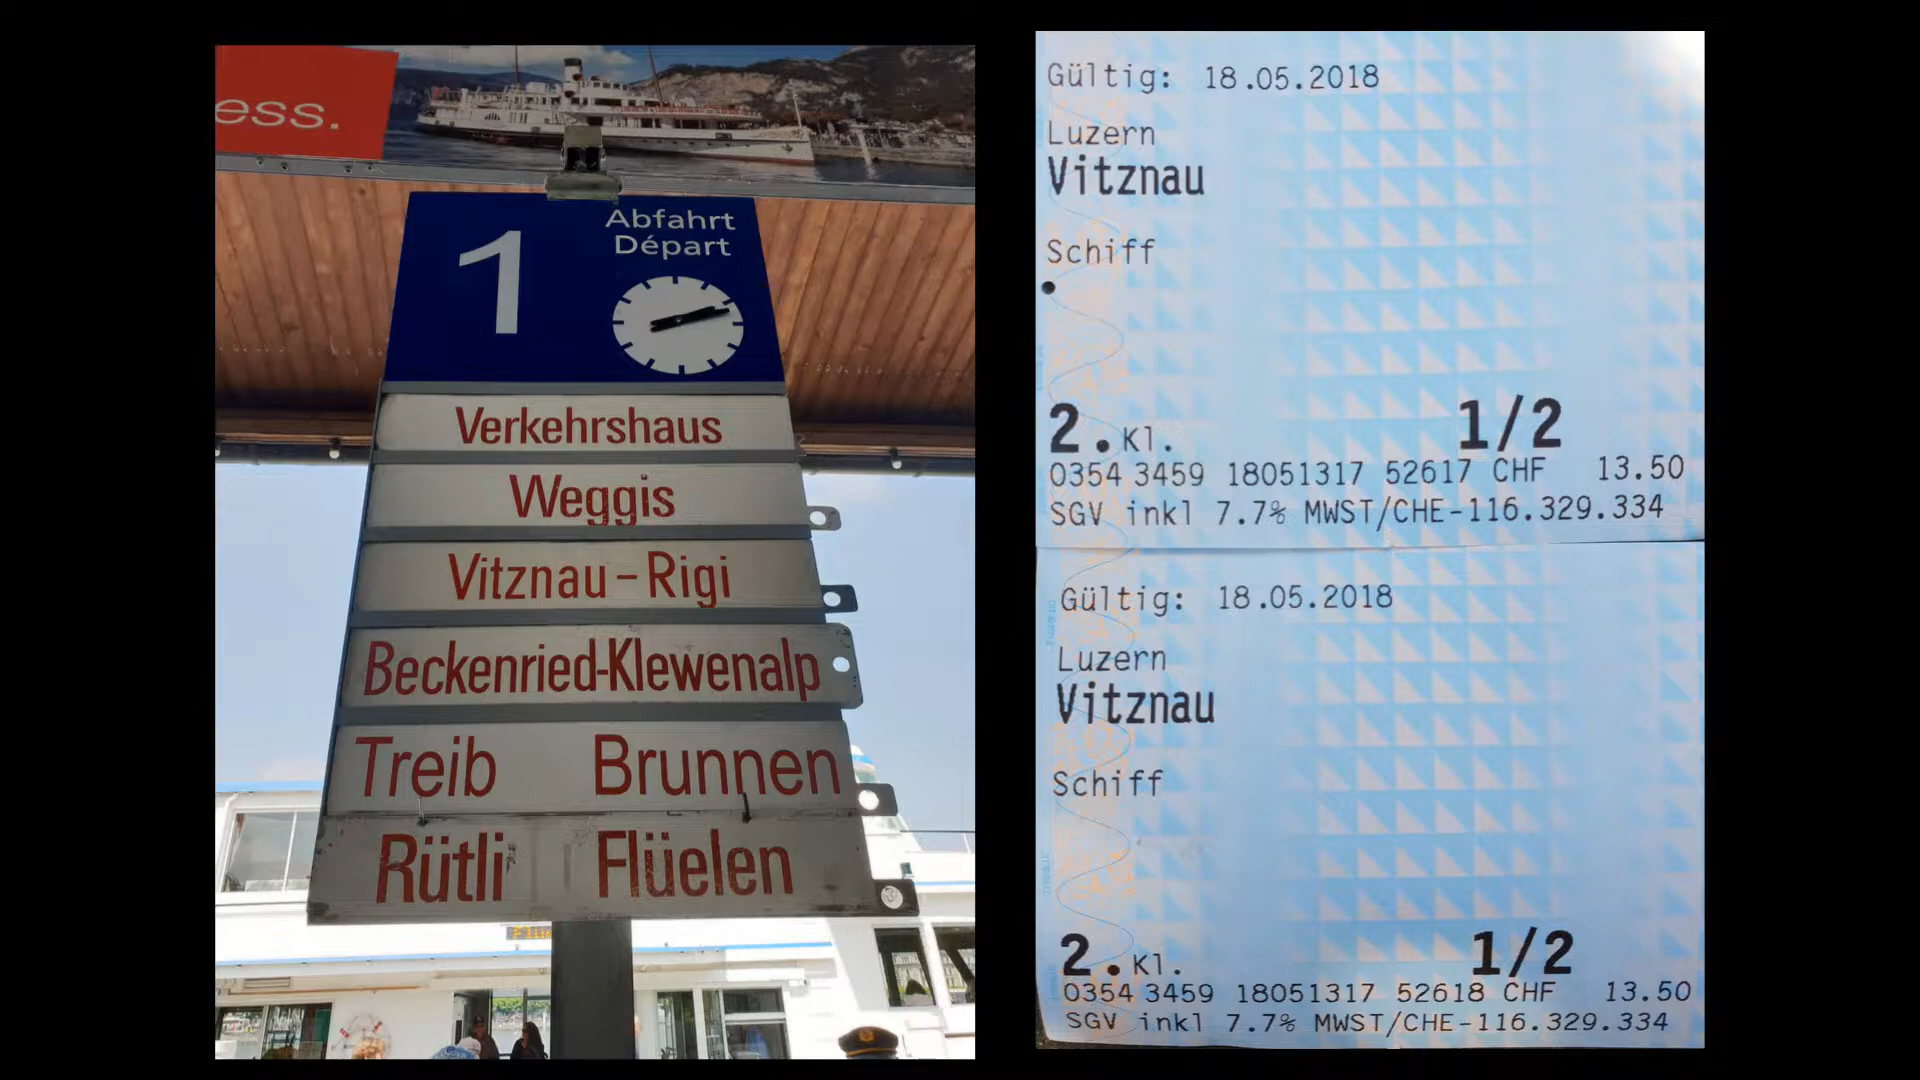 ess.
1
Abfahrt
Départ
Verkehrshaus
Weggis
Vitznau-Rigi
Beckenried-Klewenalp
Treib Brunnen
Rütli Flüelen
Gültig: 18.05.2018
Luzern
Vitznau
Schiff
2. Kl. 1/2
0354 3459 18051317 52617 CHF 13.50
SGV inkl 7.7% MWST/CHE-116.329.334
Gültig: 18.05.2018
Luzern
Vitznau
Schiff
2. Kl. 1/2
0354 3459 18051317 52618 CHF 13.50
SGV inkl 7.7% MWST/CHE-116.329.334